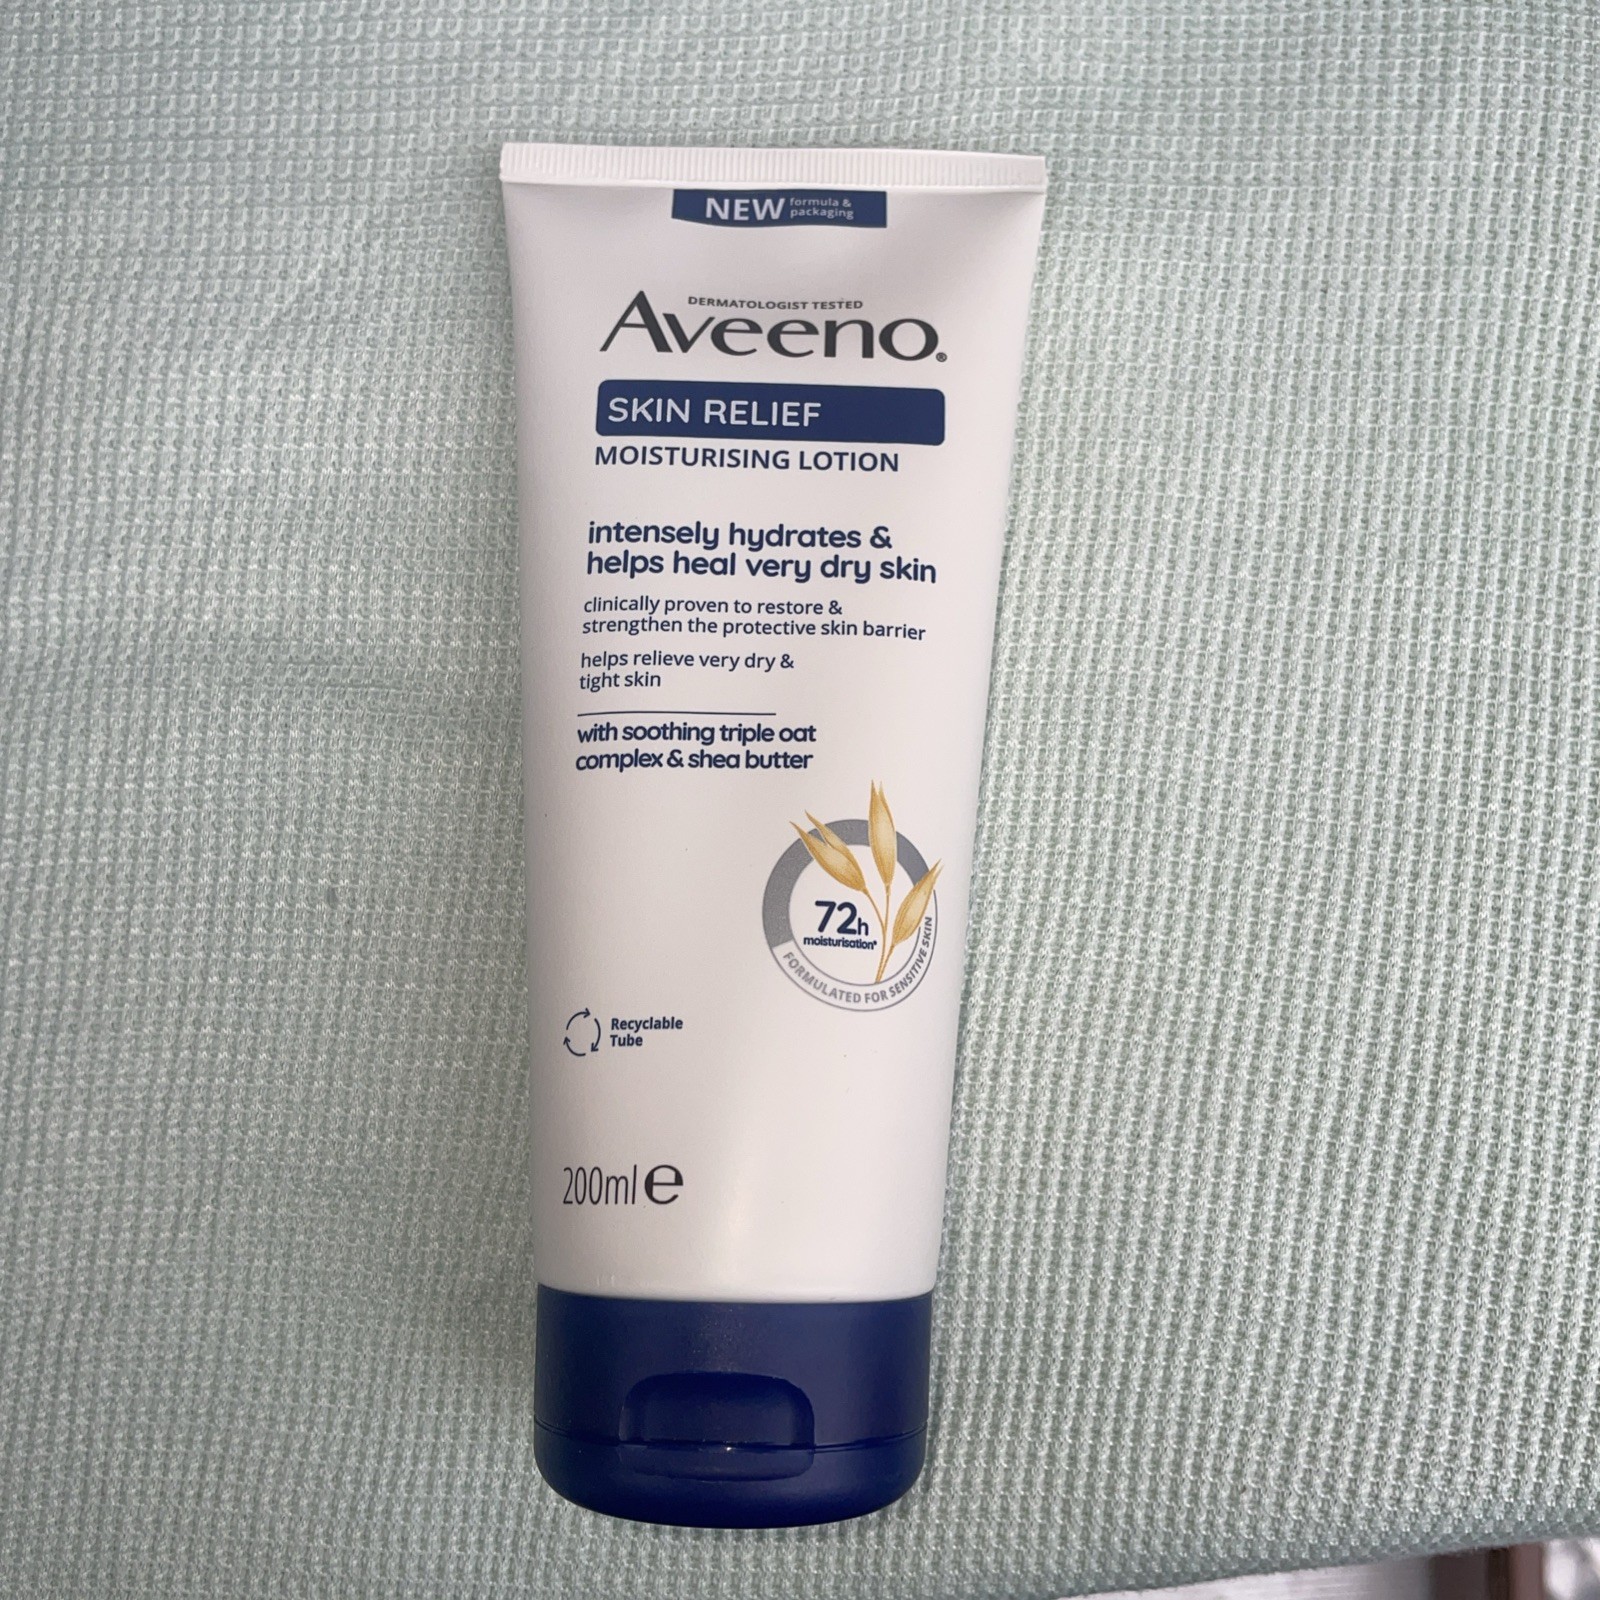 NEW formula &
packaging
DERMATOLOGIST TESTED
Aveeno®
SKIN RELIEF
MOISTURISING LOTION
intensely hydrates &
helps heal very dry skin
clinically proven to restore &
strengthen the protective skin barrier
helps relieve very dry &
tight skin
with soothing triple oat
complex & shea butter
72h
moisturisation*
FORMULATED FOR SENSITIVE SKIN
Recyclable
Tube
200ml e